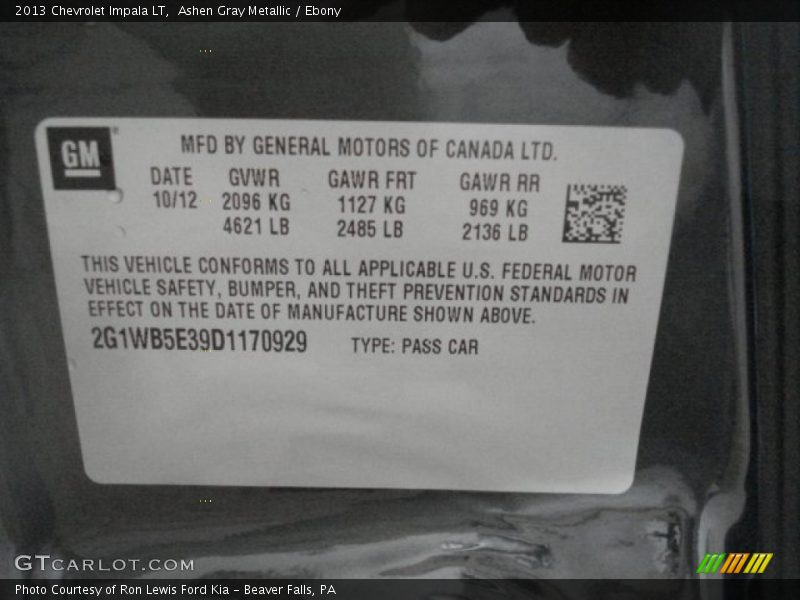 2013 Chevrolet Impala LT, Ashen Gray Metallic / Ebony
GM
MFD BY GENERAL MOTORS OF CANADA LTD.
DATE GVWR GAWR FRT GAWR RR
10/12 2096 KG 1127 KG 969 KG
4621 LB 2485 LB 2136 LB
THIS VEHICLE CONFORMS TO ALL APPLICABLE U.S. FEDERAL MOTOR
VEHICLE SAFETY, BUMPER, AND THEFT PREVENTION STANDARDS IN
EFFECT ON THE DATE OF MANUFACTURE SHOWN ABOVE.
2G1WB5E39D1170929 TYPE: PASS CAR
GTCARLOT.COM
Photo Courtesy of Ron Lewis Ford Kia - Beaver Falls, PA